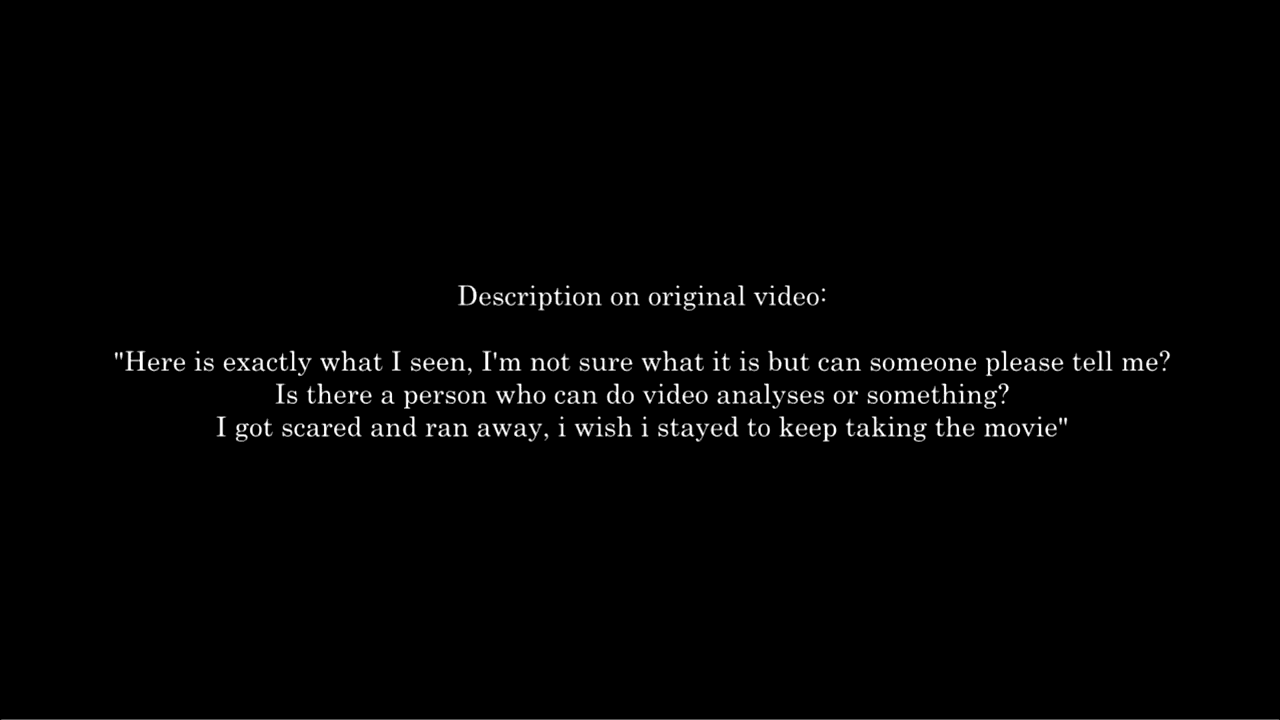 Description on original video:
"Here is exactly what I seen, I'm not sure what it is but can someone please tell me?
Is there a person who can do video analyses or something?
I got scared and ran away, i wish i stayed to keep taking the movie"